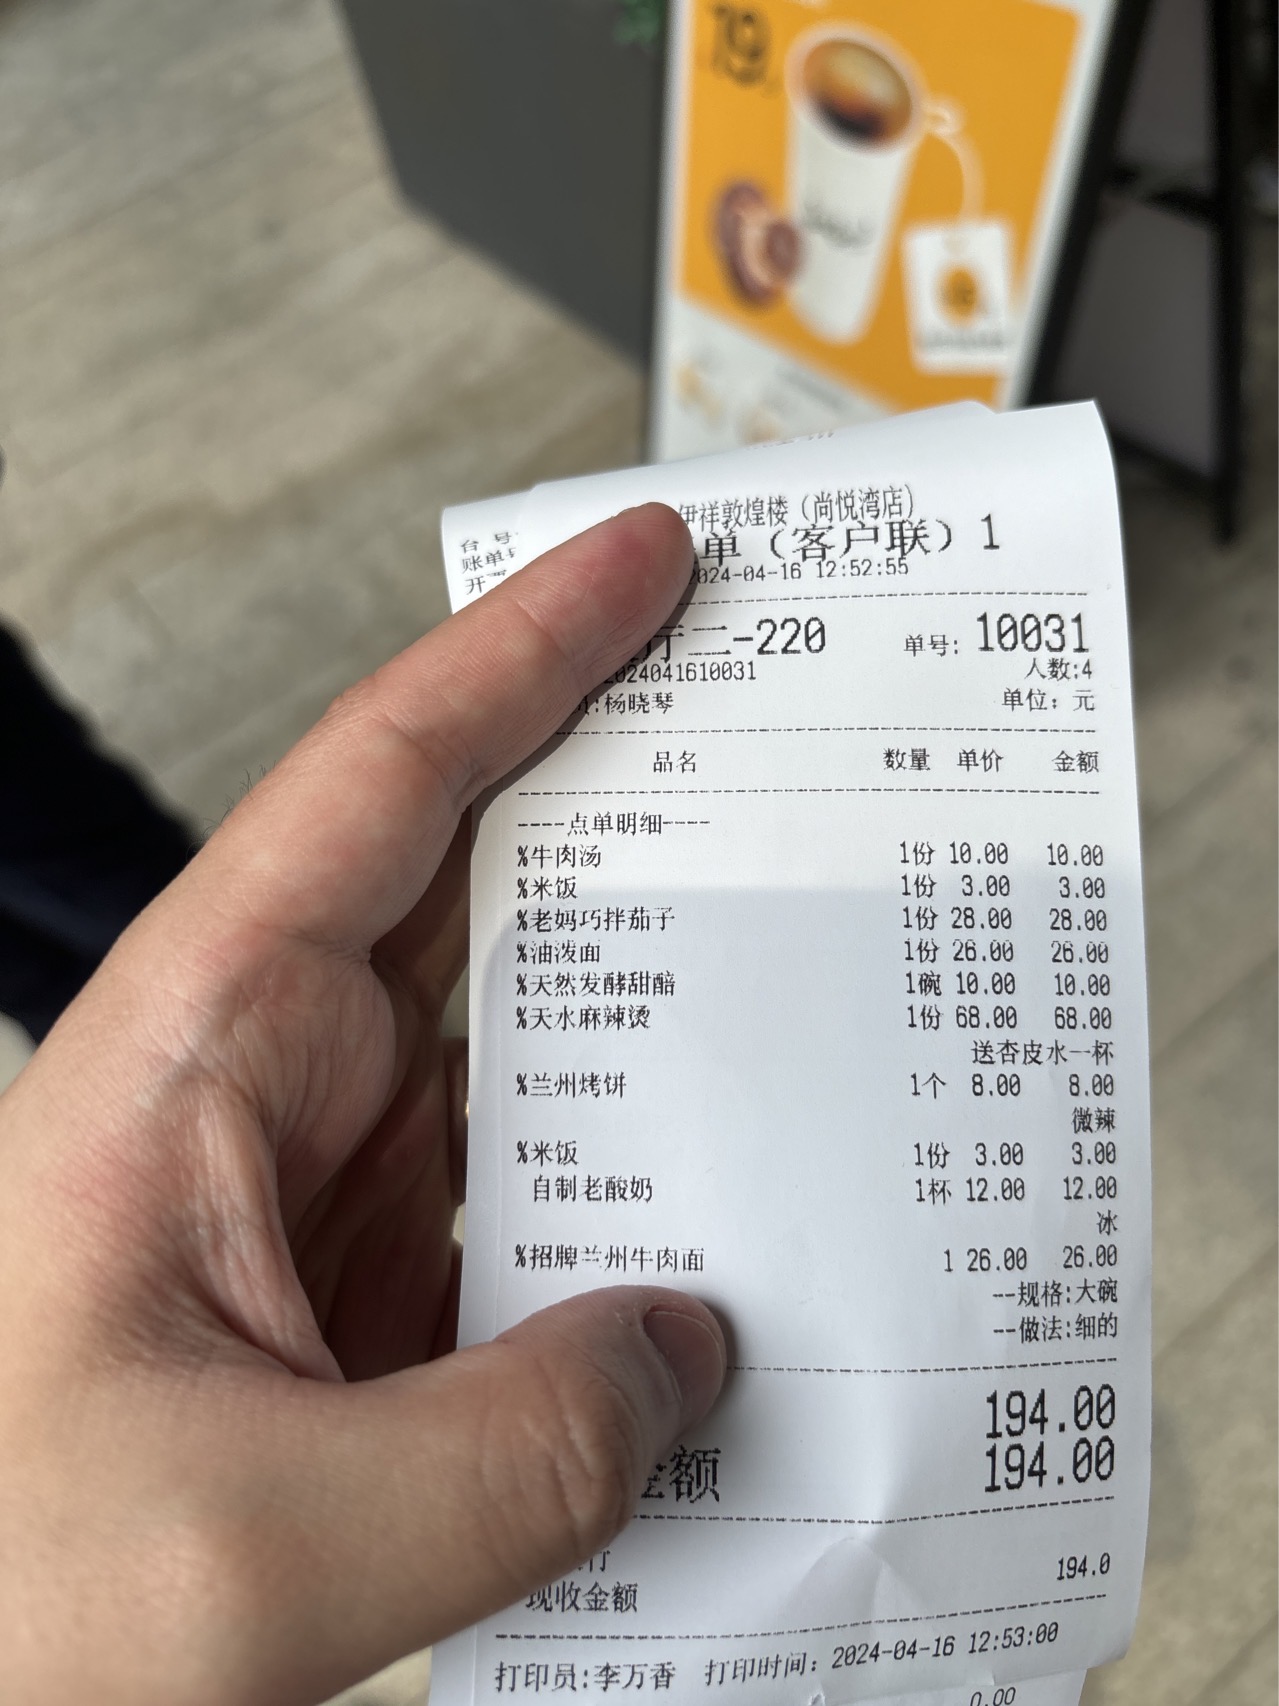 19
伊祥敦煌楼（尚悦湾店）
单（客户联）1
2024-04-16 12:52:55
台 号
账单
开
厅二-220 单号: 10031
2024041610031 人数:4
:杨晓琴 单位: 元
品名 数量 单价 金额
----点单明细----
%牛肉汤 1份 10.00 10.00
%米饭 1份 3.00 3.00
%老妈巧拌茄子 1份 28.00 28.00
%油泼面 1份 26.00 26.00
%天然发酵甜醅 1碗 10.00 10.00
%天水麻辣烫 1份 68.00 68.00
送杏皮水一杯
%兰州烤饼 1个 8.00 8.00
微辣
%米饭 1份 3.00 3.00
自制老酸奶 1杯 12.00 12.00
冰
%招牌兰州牛肉面 1 26.00 26.00
--规格:大碗
--做法:细的
194.00
金额 194.00
行 194.0
现收金额
打印员:李万香 打印时间: 2024-04-16 12:53:00
0.00